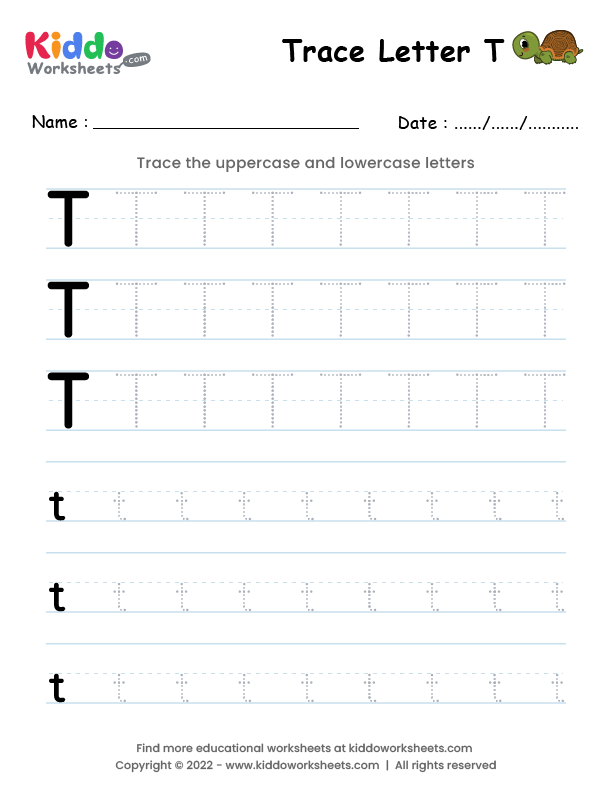 Kiddo
Worksheets.com
Trace Letter T
Name : ______________________
Date : ....../....../...........
Trace the uppercase and lowercase letters
T T T T T T T T
T T T T T T T T
T T T T T T T T
t t t t t t t t t
t t t t t t t t t
t t t t t t t t t
Find more educational worksheets at kiddoworksheets.com
Copyright © 2022 - www.kiddoworksheets.com | All rights reserved